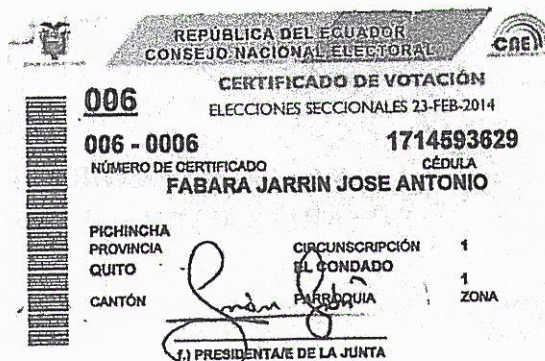 REPÚBLICA DEL ECUADOR
CONSEJO NACIONAL ELECTORAL
CNE
CERTIFICADO DE VOTACIÓN
006
ELECCIONES SECCIONALES 23-FEB-2014
006 - 0006 1714593629
NÚMERO DE CERTIFICADO CÉDULA
FABARA JARRIN JOSE ANTONIO
PICHINCHA
PROVINCIA CIRCUNSCRIPCIÓN 1
QUITO EL CONDADO
1
CANTÓN PARROQUIA ZONA
f.) PRESIDENTA/E DE LA JUNTA